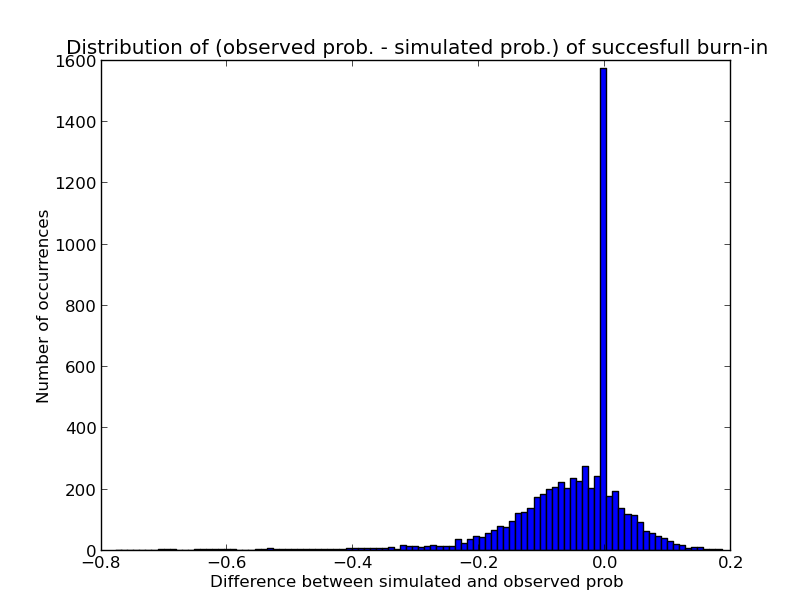 Distribution of (observed prob. - simulated prob.) of succesfull burn-in
1600
1400
1200
1000
800
600
400
200
0
Number of occurrences
−0.8 −0.6 −0.4 −0.2 0.0 0.2
Difference between simulated and observed prob